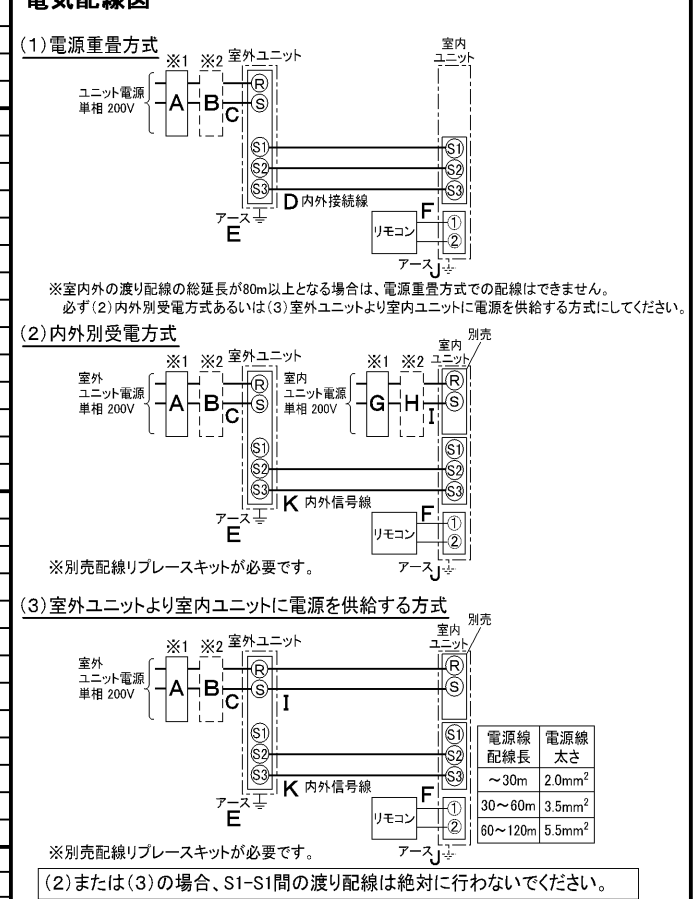 電気配線図
(1)電源重畳方式
※1 ※2 室外ユニット
室内
ユニット
ユニット電源
単相 200V
A B C
R
S
S1 S1
S2 S2
S3 S3
D 内外接続線
アース
E
リモコン
F
①
②
アース J
※室内外の渡り配線の総延長が80m以上となる場合は、電源重畳方式での配線はできません。
必ず(2)内外別受電方式あるいは(3)室外ユニットより室内ユニットに電源を供給する方式にしてください。
(2)内外別受電方式
※1 ※2 室外ユニット
※1 ※2
室内
ユニット
別売
室外
ユニット電源
単相 200V
A B C
R
S
室内
ユニット電源
単相 200V
G H I
R
S
S1 S1
S2 S2
S3 S3
K 内外信号線
アース
E
リモコン
F
①
②
アース J
※別売配線リプレースキットが必要です。
(3)室外ユニットより室内ユニットに電源を供給する方式
※1 ※2 室外ユニット
室内
ユニット
別売
室外
ユニット電源
単相 200V
A B C
R R
S S
I
S1 S1
S2 S2
S3 S3
K 内外信号線
アース
E
リモコン
F
①
②
アース J
電源線配線長 電源線太さ
～30m 2.0mm²
30～60m 3.5mm²
60～120m 5.5mm²
※別売配線リプレースキットが必要です。
(2)または(3)の場合、S1-S1間の渡り配線は絶対に行わないでください。